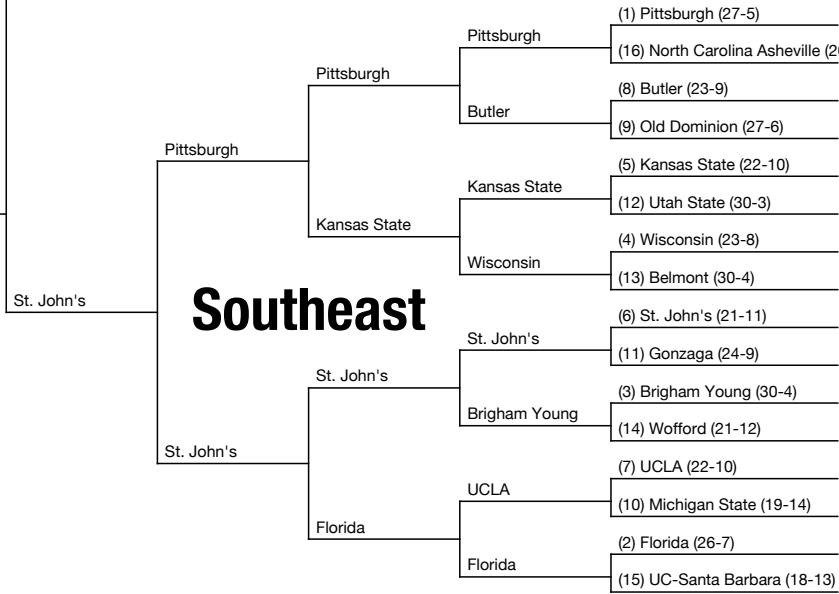 (1) Pittsburgh (27-5)
Pittsburgh
(16) North Carolina Asheville
Pittsburgh
(8) Butler (23-9)
Butler
(9) Old Dominion (27-6)
Pittsburgh
(5) Kansas State (22-10)
Kansas State
(12) Utah State (30-3)
Kansas State
(4) Wisconsin (23-8)
Wisconsin
(13) Belmont (30-4)
St. John's
Southeast
(6) St. John's (21-11)
St. John's
(11) Gonzaga (24-9)
St. John's
(3) Brigham Young (30-4)
Brigham Young
(14) Wofford (21-12)
St. John's
(7) UCLA (22-10)
UCLA
(10) Michigan State (19-14)
Florida
(2) Florida (26-7)
Florida
(15) UC-Santa Barbara (18-13)